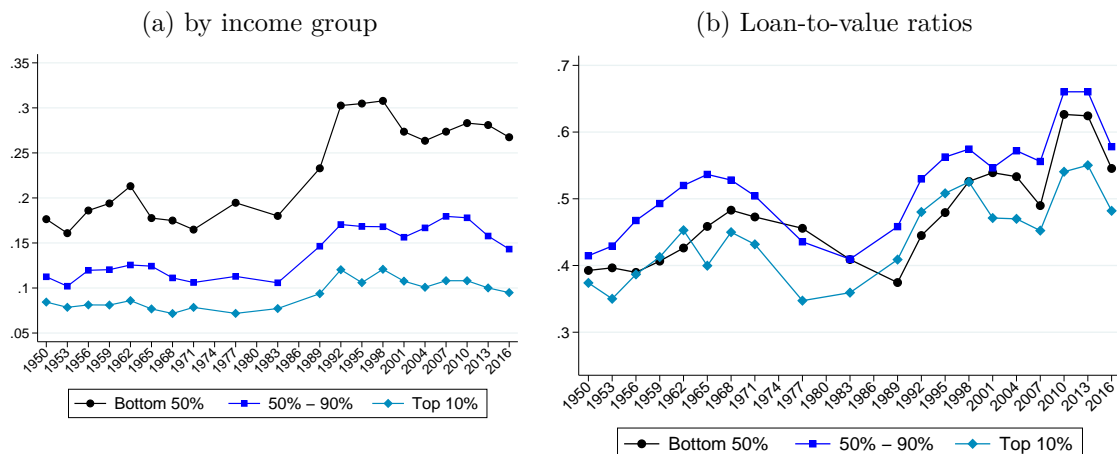 (a) by income group
.35
.3
.25
.2
.15
.1
.05
1950 1953 1956 1959 1962 1965 1968 1971 1974 1977 1980 1983 1986 1989 1992 1995 1998 2001 2004 2007 2010 2013 2016
Bottom 50% 50% − 90% Top 10%
(b) Loan-to-value ratios
.7
.6
.5
.4
.3
1950 1953 1956 1959 1962 1965 1968 1971 1974 1977 1980 1983 1986 1989 1992 1995 1998 2001 2004 2007 2010 2013 2016
Bottom 50% 50% − 90% Top 10%